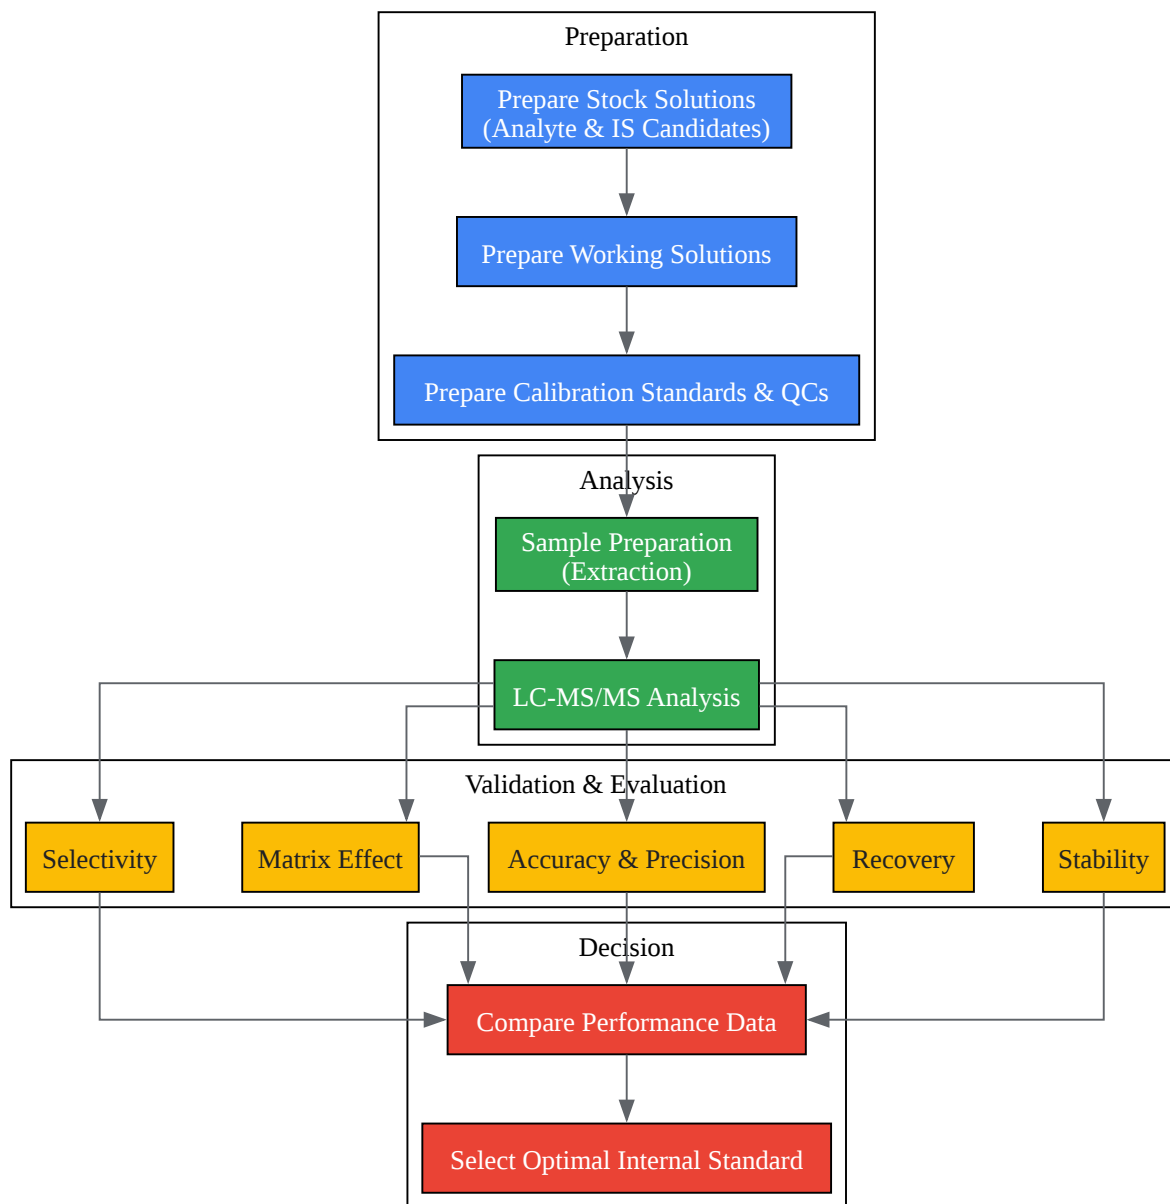 Preparation
Prepare Stock Solutions
(Analyte & IS Candidates)
Prepare Working Solutions
Prepare Calibration Standards & QCs
Analysis
Sample Preparation
(Extraction)
LC-MS/MS Analysis
Validation & Evaluation
Selectivity
Matrix Effect
Accuracy & Precision
Recovery
Stability
Decision
Compare Performance Data
Select Optimal Internal Standard